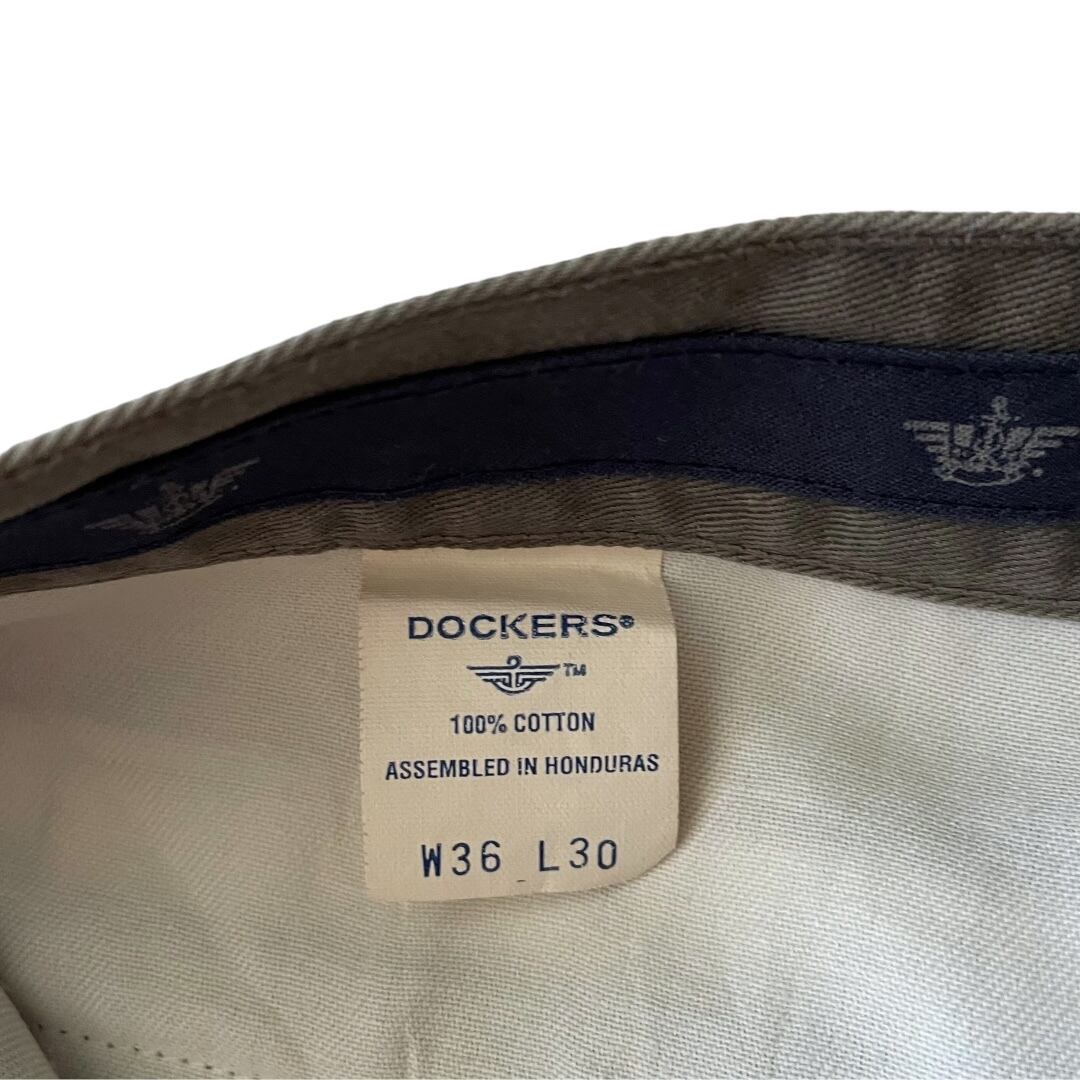 DOCKERS®
™
100% COTTON
ASSEMBLED IN HONDURAS
W36 L30